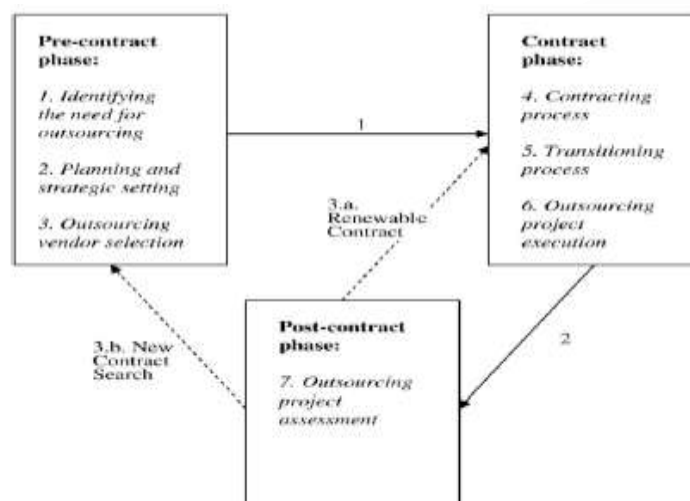 Pre-contract
phase:
1. Identifying
the need for
outsourcing
2. Planning and
strategic setting
3. Outsourcing
vendor selection
1
Contract
phase:
4. Contracting
process
5. Transitioning
process
6. Outsourcing
project
execution
3.a.
Renewable
Contract
3.b. New
Contract
Search
Post-contract
phase:
7. Outsourcing
project
assessment
2